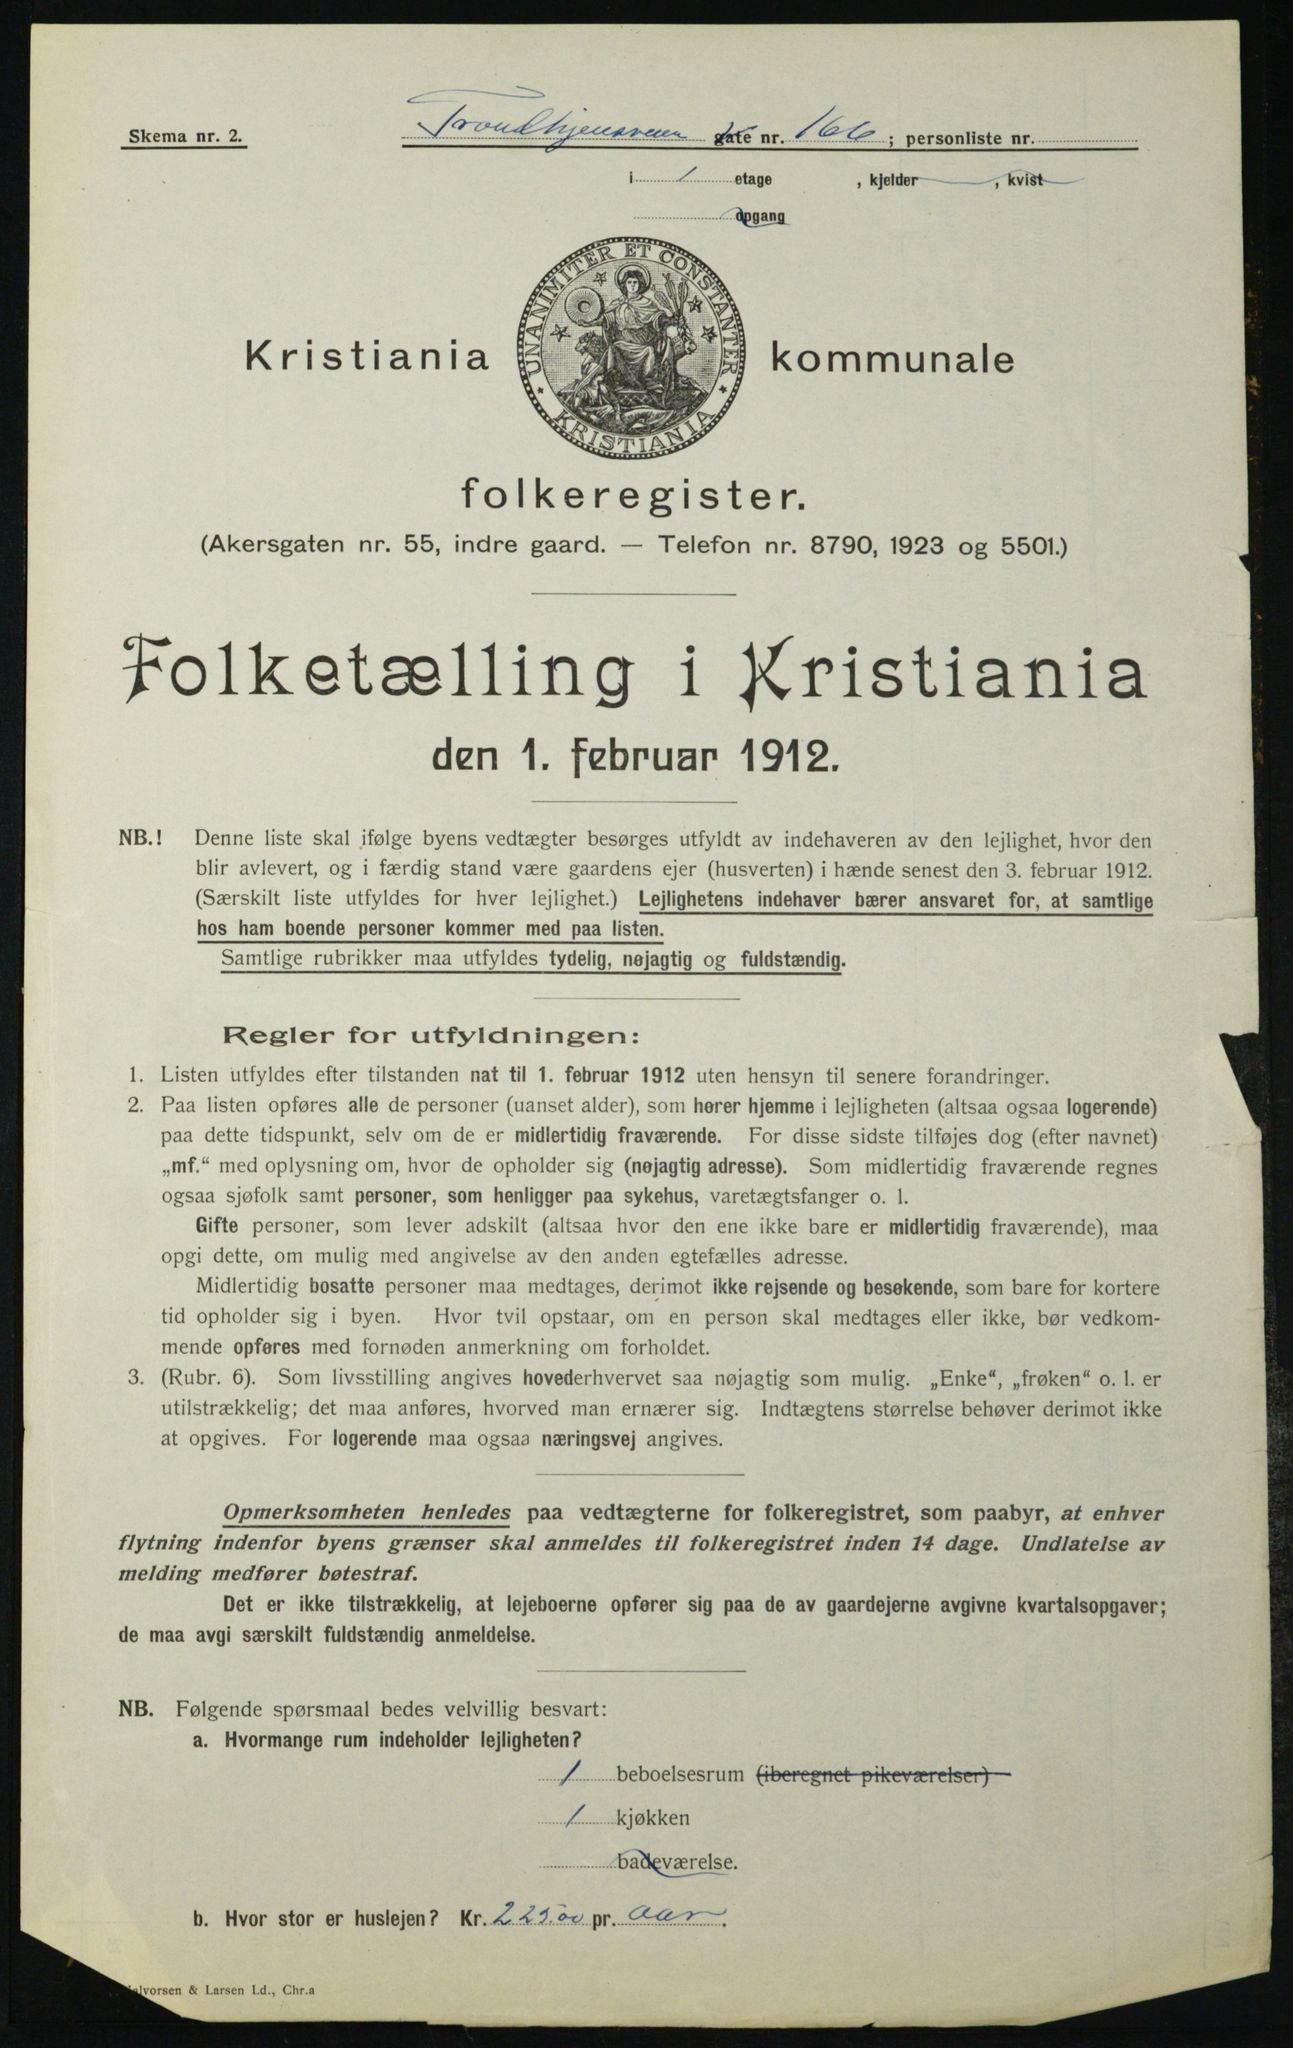 Skema nr. 2.
Trondhjemsveien gate nr. 166; personliste nr.
i 1 etage , kjelder , kvist
opgang
UNANIMITER ET CONSTANTER
KRISTIANIA
Kristiania kommunale
folkeregister.
(Akersgaten nr. 55, indre gaard. — Telefon nr. 8790, 1923 og 5501.)
Folketælling i Kristiania
den 1. februar 1912.
NB.! Denne liste skal ifølge byens vedtægter besørges utfyldt av indehaveren av den lejlighet, hvor den
blir avlevert, og i færdig stand være gaardens ejer (husverten) i hænde senest den 3. februar 1912.
(Særskilt liste utfyldes for hver lejlighet.) Lejlighetens indehaver bærer ansvaret for, at samtlige
hos ham boende personer kommer med paa listen.
Samtlige rubrikker maa utfyldes tydelig, nøjagtig og fuldstændig.
Regler for utfyldningen:
1. Listen utfyldes efter tilstanden nat til 1. februar 1912 uten hensyn til senere forandringer.
2. Paa listen opføres alle de personer (uanset alder), som hører hjemme i lejligheten (altsaa ogsaa logerende)
paa dette tidspunkt, selv om de er midlertidig fraværende. For disse sidste tilføjes dog (efter navnet)
„mf.“ med oplysning om, hvor de opholder sig (nøjagtig adresse). Som midlertidig fraværende regnes
ogsaa sjøfolk samt personer, som henligger paa sykehus, varetægtsfanger o. l.
Gifte personer, som lever adskilt (altsaa hvor den ene ikke bare er midlertidig fraværende), maa
opgi dette, om mulig med angivelse av den anden egtefælles adresse.
Midlertidig bosatte personer maa medtages, derimot ikke rejsende og besøkende, som bare for kortere
tid opholder sig i byen. Hvor tvil opstaar, om en person skal medtages eller ikke, bør vedkom-
mende opføres med fornøden anmerkning om forholdet.
3. (Rubr. 6). Som livsstilling angives hovederhvervet saa nøjagtig som mulig. „Enke“, „frøken“ o. l. er
utilstrækkelig; det maa anføres, hvorved man ernærer sig. Indtægtens størrelse behøver derimot ikke
at opgives. For logerende maa ogsaa næringsvej angives.
Opmerksomheten henledes paa vedtægterne for folkeregistret, som paabyr, at enhver
flytning indenfor byens grænser skal anmeldes til folkeregistret inden 14 dage. Undlatelse av
melding medfører bøtestraf.
Det er ikke tilstrækkelig, at lejeboerne opfører sig paa de av gaardejerne avgivne kvartalsopgaver;
de maa avgi særskilt fuldstændig anmeldelse.
NB. Følgende spørsmaal bedes velvillig besvart:
a. Hvormange rum indeholder lejligheten?
1 beboelsesrum (iberegnet pikeværelser)
1 kjøkken
badeværelse.
b. Hvor stor er huslejen? Kr. 225.00 pr. aar.
alvorsen & Larsen Ld., Chr.a